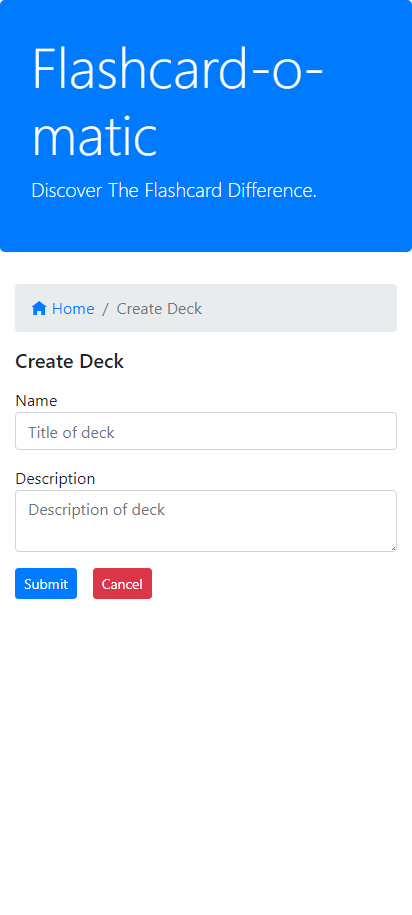 Flashcard-o-
matic
Discover The Flashcard Difference.
Home / Create Deck
Create Deck
Name
Title of deck
Description
Description of deck
Submit Cancel